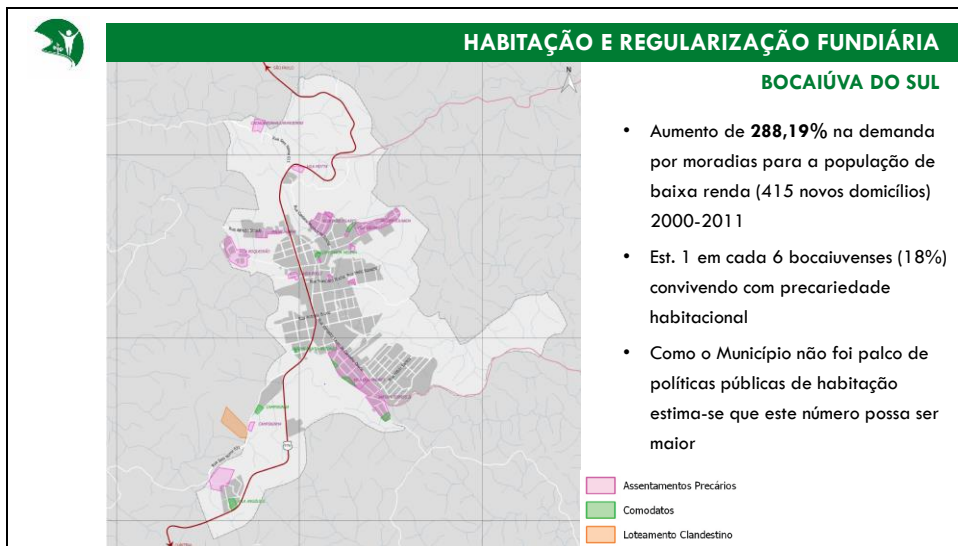 HABITAÇÃO E REGULARIZAÇÃO FUNDIÁRIA
BOCAIÚVA DO SUL
N
• Aumento de 288,19% na demanda
por moradias para a população de
baixa renda (415 novos domicílios)
2000-2011
• Est. 1 em cada 6 bocaiuvenses (18%)
convivendo com precariedade
habitacional
• Como o Município não foi palco de
políticas públicas de habitação
estima-se que este número possa ser
maior
Assentamentos Precários
Comodatos
Loteamento Clandestino